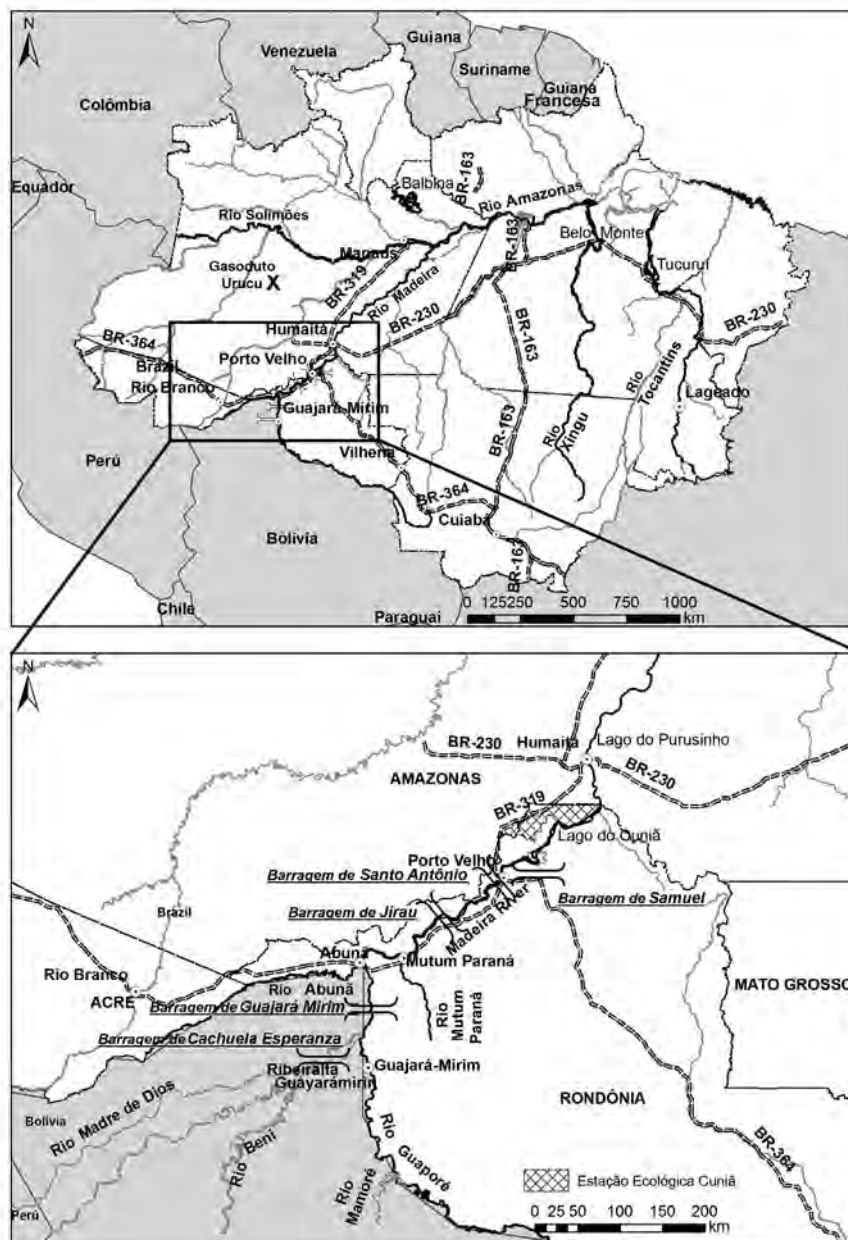 N
Venezuela
Guiana
Suriname
Guiana
Francesa
Colômbia
Equador
Balbina
BR-163
Rio Amazonas
Rio Solimões
Manaus
BR-163
Belo Monte
Tucuruí
Gasoduto
Urucu X
BR-319
Rio Madeira
BR-230
BR-230
Humaitá
BR-364
Brazil
Porto Velho
Rio Branco
BR-163
Rio
Tocantins
Lageado
Guajará-Mirim
Rio
Xingu
BR-163
Perú
Vilhena
BR-364
Cuiabá
Bolivia
BR-163
Chile
Paraguai
0 125250 500 750 1000
km
N
BR-230
Humaitá
Lago do Purusinho
BR-230
AMAZONAS
BR-319
Lago do Cuniã
Porto Velho
Barragem de Santo Antônio
Barragem de Samuel
Brazil
Barragem de Jirau
Madeira River
Abunã
Mutum Paraná
Rio Branco
ACRE
Rio Abunã
MATO GROSSO
Barragem de Guajará Mirim
Rio
Mutum
Paraná
Barragem de Cachuela Esperanza
Ribeiralta
Guayarámirin
Guajará-Mirim
Rio Madre de Dios
RONDÔNIA
Bolívia
Rio Beni
Rio Guaporé
BR-364
Rio
Mamoré
Estação Ecológica Cuniã
Perú
0 25 50 100 150 200
km